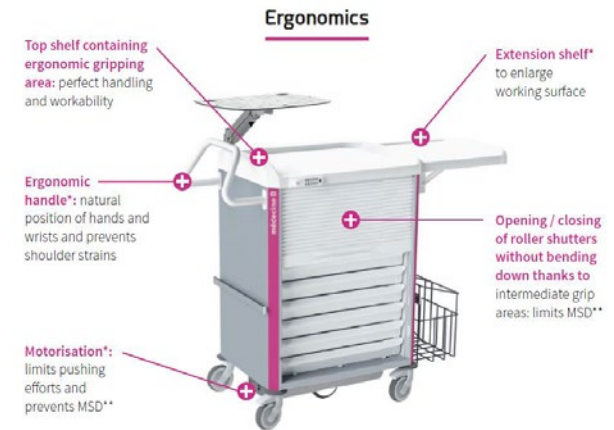 Ergonomics
Top shelf containing
ergonomic gripping
area: perfect handling
and workability
Extension shelf*
to enlarge
working surface
Ergonomic
handle*: natural
position of hands and
wrists and prevents
shoulder strains
médecine B
Opening / closing
of roller shutters
without bending
down thanks to
intermediate grip
areas: limits MSD**
Motorisation*:
limits pushing
efforts and
prevents MSD**